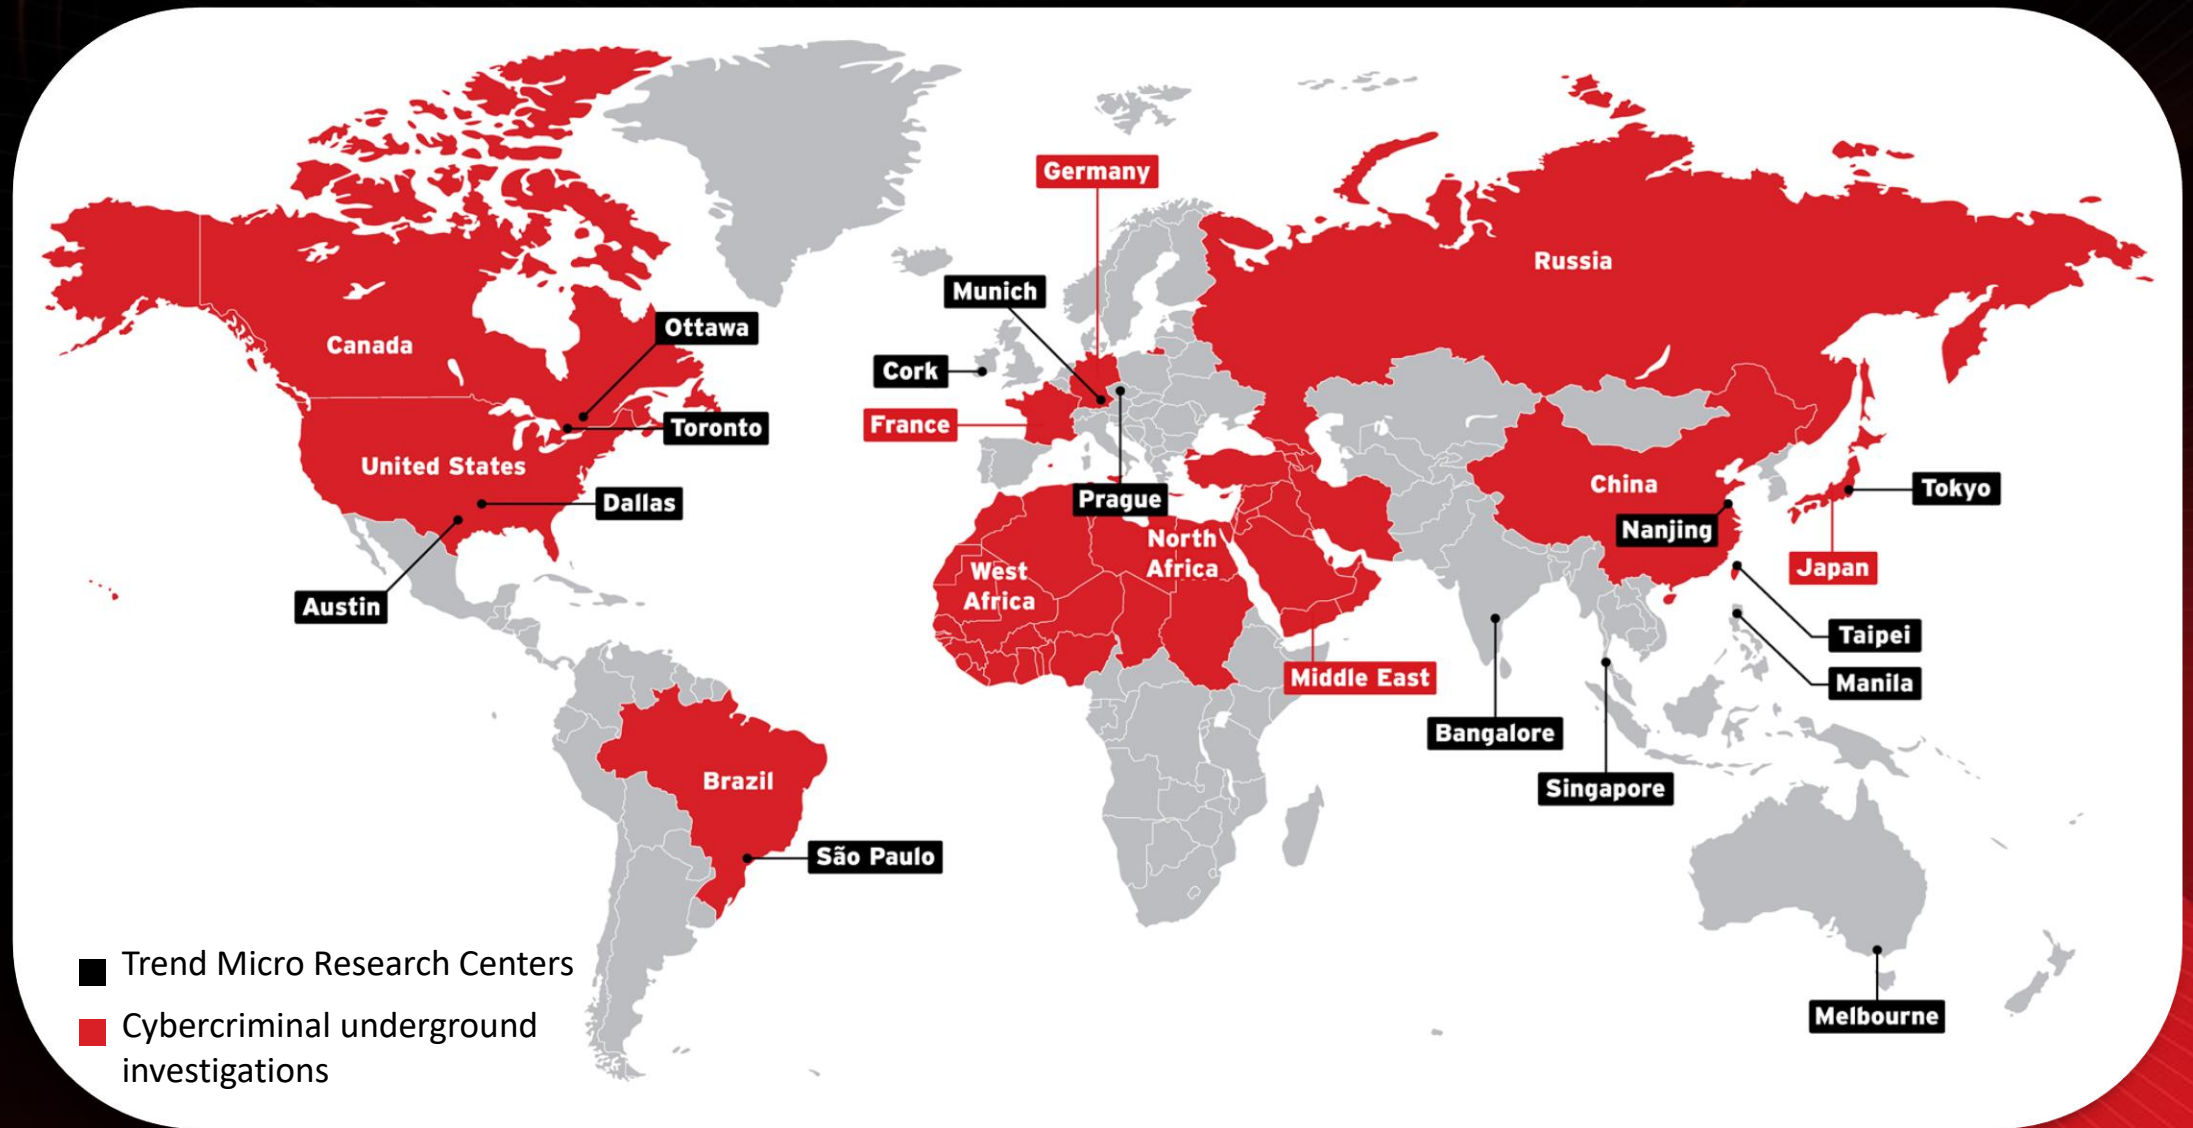 Germany
Russia
Munich
Ottawa
Canada
Cork
France
Toronto
United States
China
Tokyo
Prague
Dallas
Nanjing
North
Africa
West
Africa
Japan
Austin
Taipei
Middle East
Manila
Bangalore
Brazil
Singapore
São Paulo
Trend Micro Research Centers
Melbourne
Cybercriminal underground
investigations